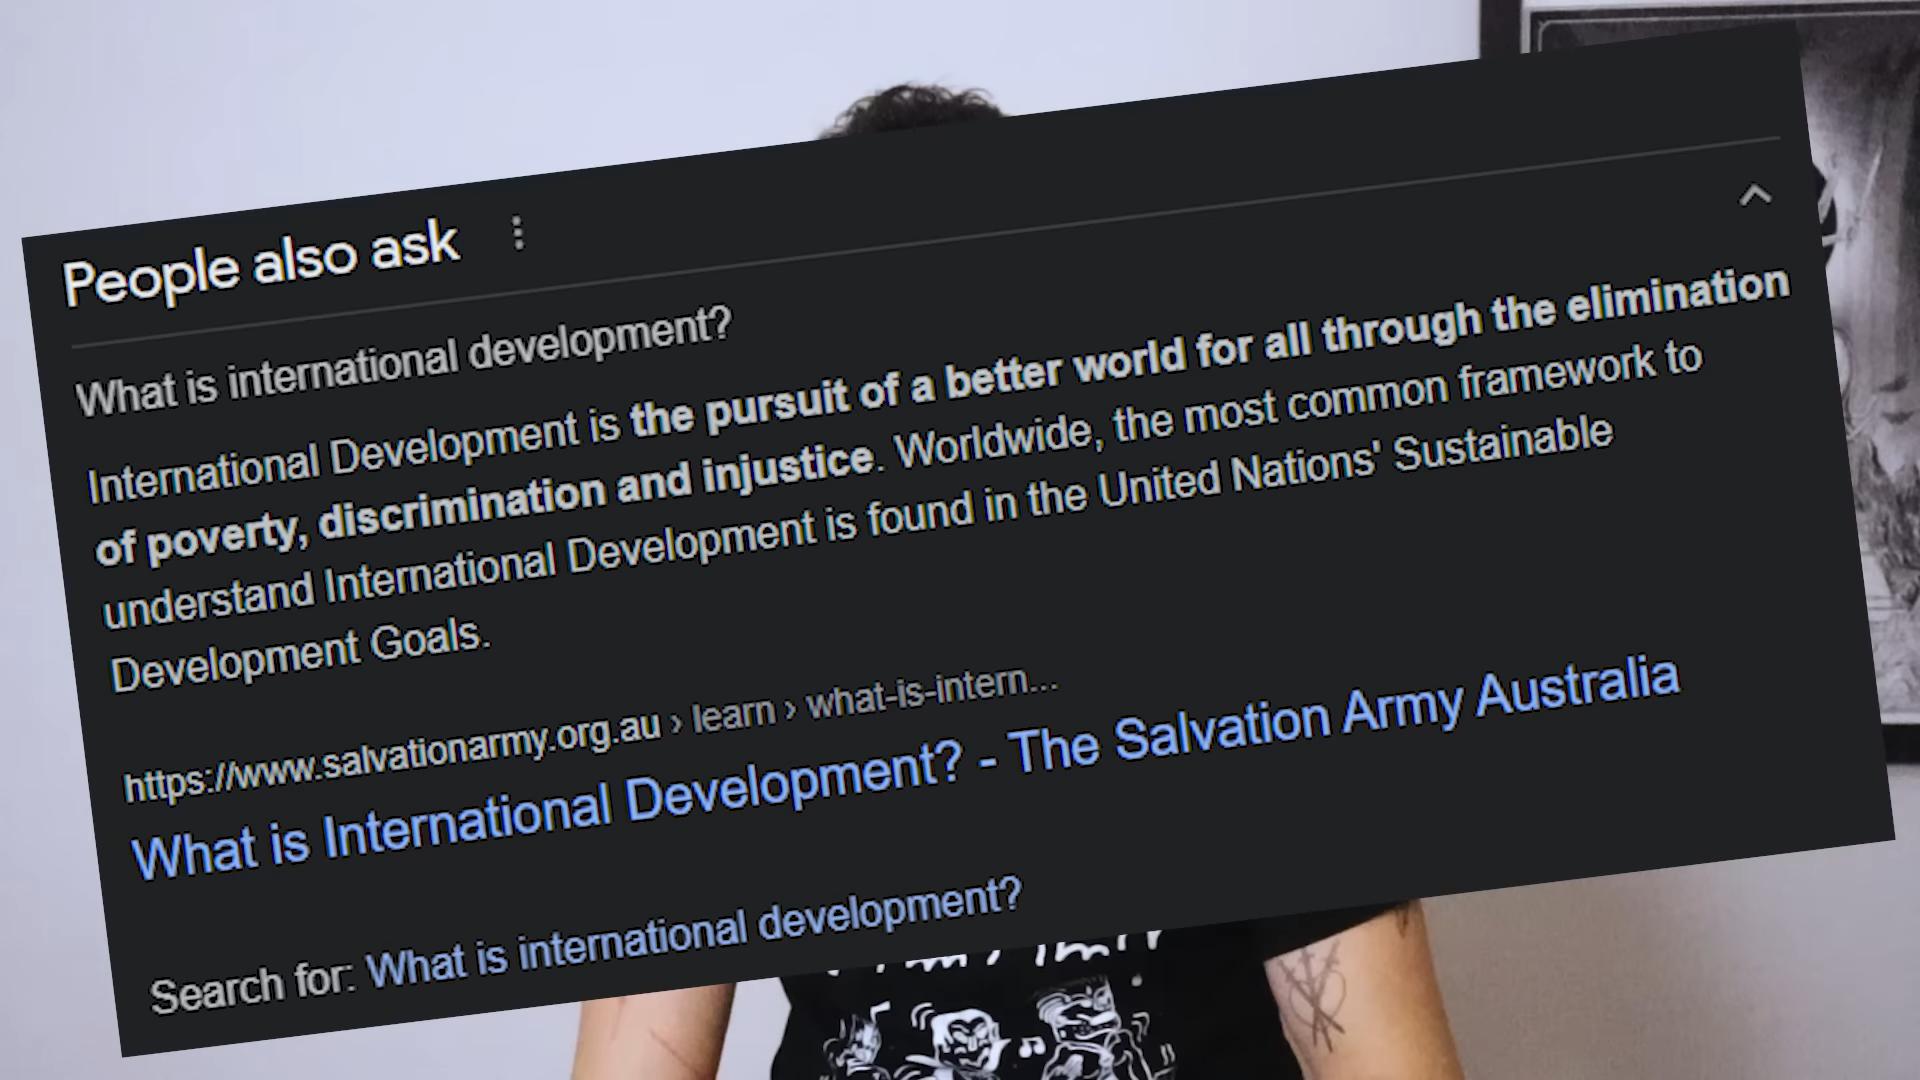 People also ask
What is international development?
International Development is the pursuit of a better world for all through the elimination
of poverty, discrimination and injustice. Worldwide, the most common framework to
understand International Development is found in the United Nations' Sustainable
Development Goals.
https://www.salvationarmy.org.au › learn › what-is-intern...
What is International Development? - The Salvation Army Australia
Search for: What is international development?